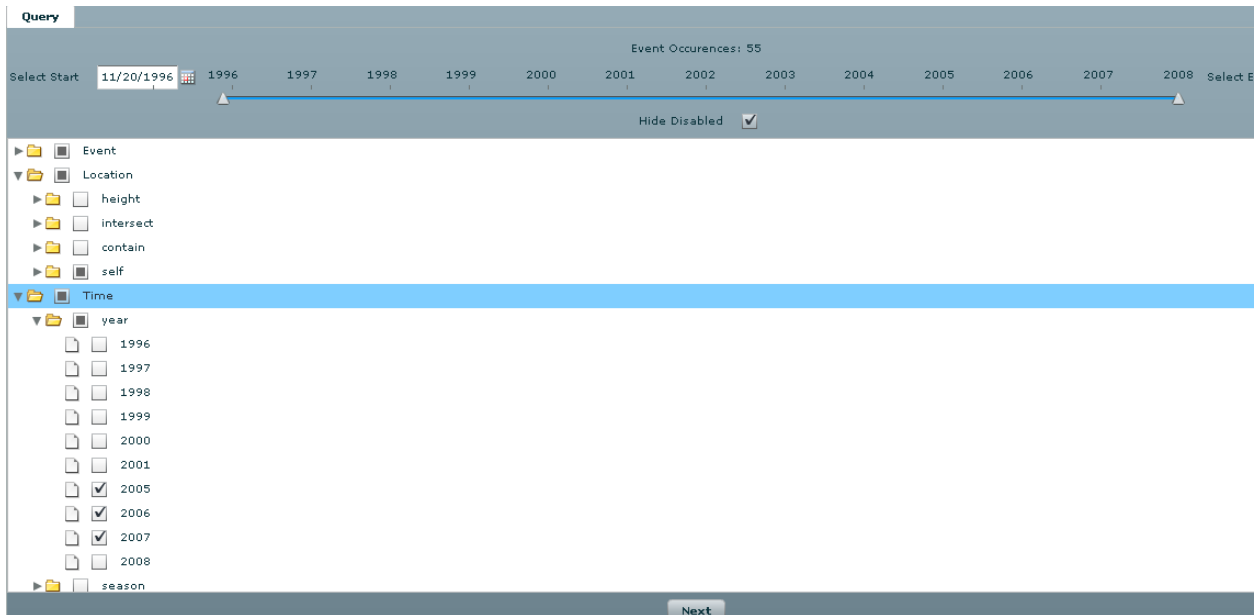 Query
Event Occurences: 55
Select Start 11/20/1996 1996 1997 1998 1999 2000 2001 2002 2003 2004 2005 2006 2007 2008 Select E
Hide Disabled
Event
Location
height
intersect
contain
self
Time
year
1996
1997
1998
1999
2000
2001
2005
2006
2007
2008
season
Next